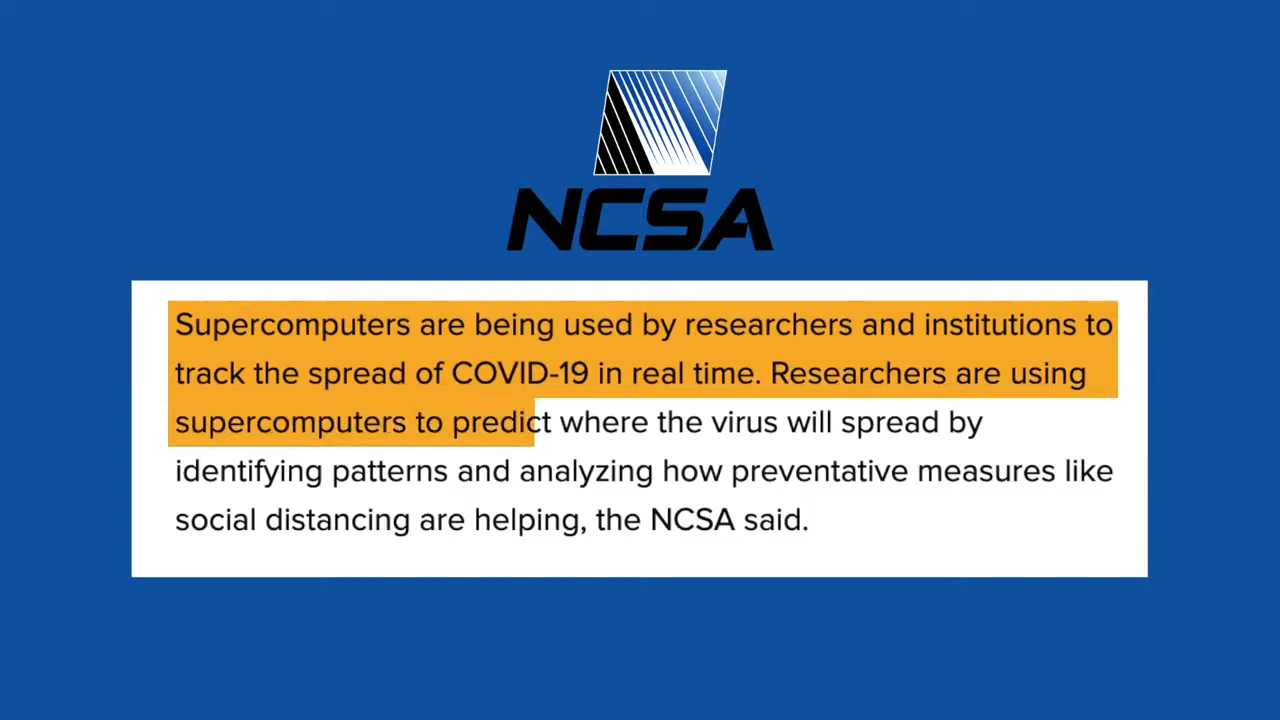 NCSA
Supercomputers are being used by researchers and institutions to
track the spread of COVID-19 in real time. Researchers are using
supercomputers to predict where the virus will spread by
identifying patterns and analyzing how preventative measures like
social distancing are helping, the NCSA said.